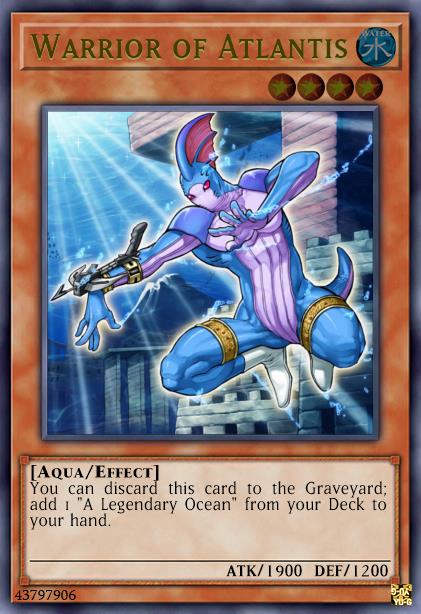 WARRIOR OF ATLANTIS
WATER
水
[AQUA/EFFECT]
You can discard this card to the Graveyard;
add 1 "A Legendary Ocean" from your Deck to
your hand.
ATK/1900 DEF/1200
43797906